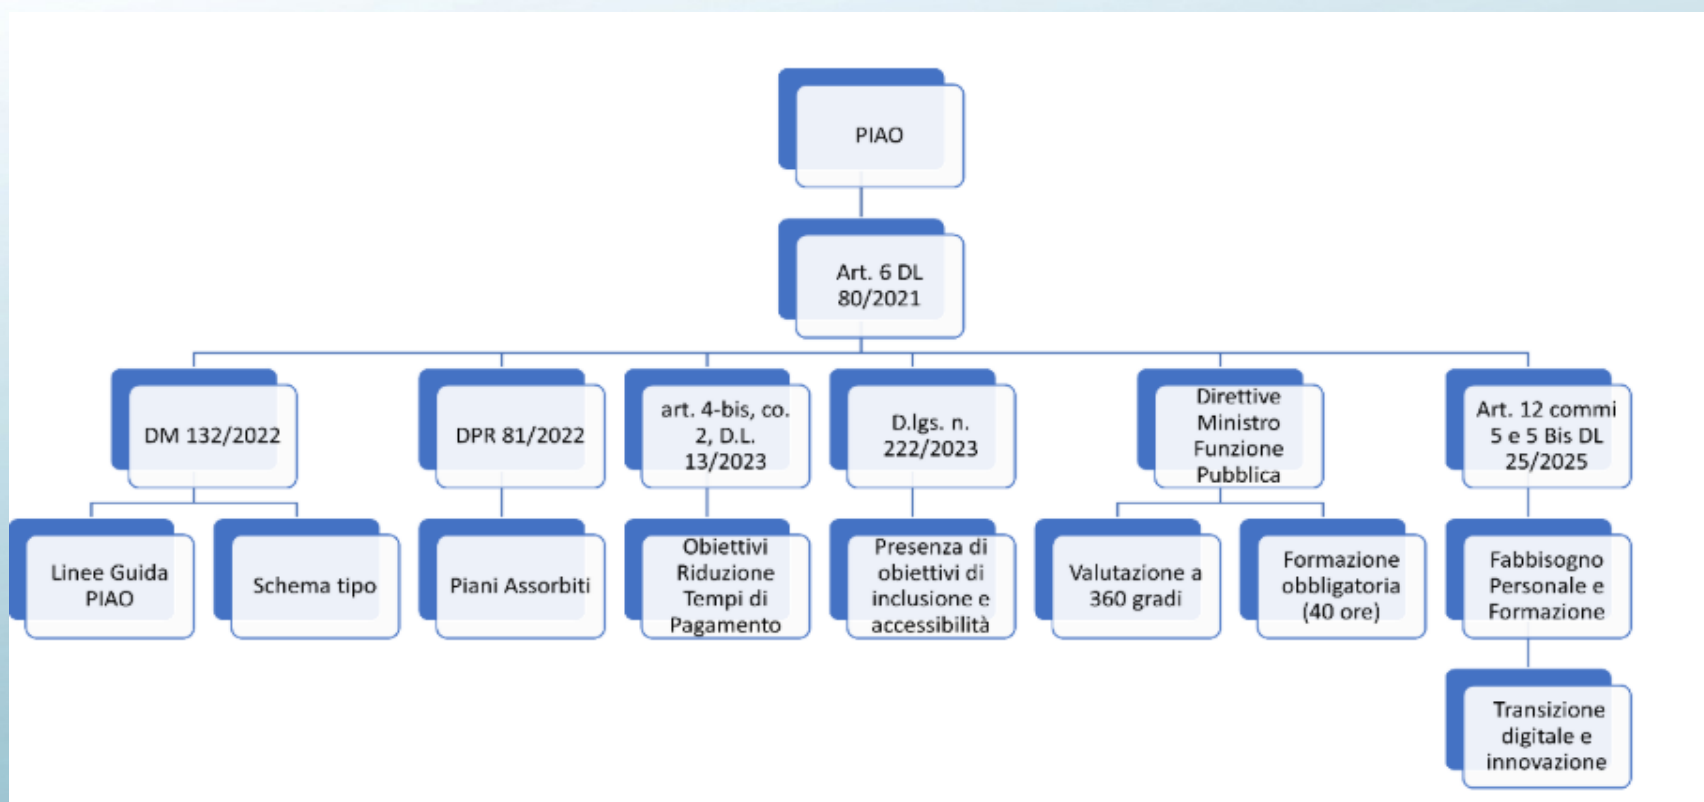 PIAO
Art. 6 DL
80/2021
DM 132/2022
DPR 81/2022
art. 4-bis, co.
2, D.L.
13/2023
D.lgs. n.
222/2023
Direttive
Ministro
Funzione
Pubblica
Art. 12 commi
5 e 5 Bis DL
25/2025
Linee Guida
PIAO
Schema tipo
Piani Assorbiti
Obiettivi
Riduzione
Tempi di
Pagamento
Presenza di
obiettivi di
inclusione e
accessibilità
Valutazione a
360 gradi
Formazione
obbligatoria
(40 ore)
Fabbisogno
Personale e
Formazione
Transizione
digitale e
innovazione